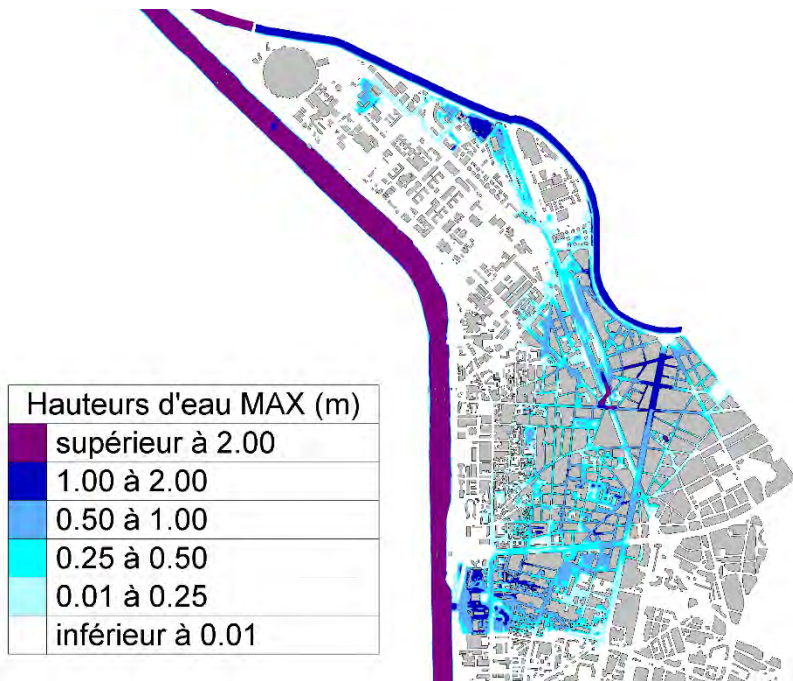 Hauteurs d'eau MAX (m)
supérieur à 2.00
1.00 à 2.00
0.50 à 1.00
0.25 à 0.50
0.01 à 0.25
inférieur à 0.01